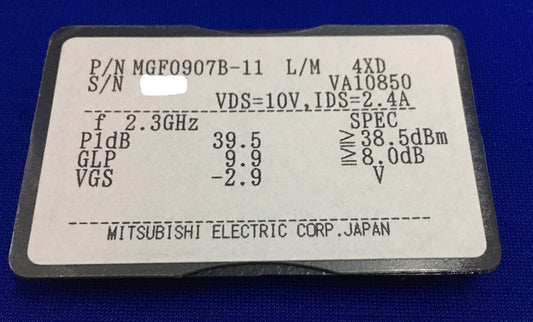 P/N MGF0907B-11 L/M 4XD
S/N VA10850
VDS=10V,IDS=2.4A
f 2.3GHz SPEC
P1dB 39.5 ≧38.5dBm
GLP 9.9 ≧8.0dB
VGS -2.9 V
MITSUBISHI ELECTRIC CORP.JAPAN